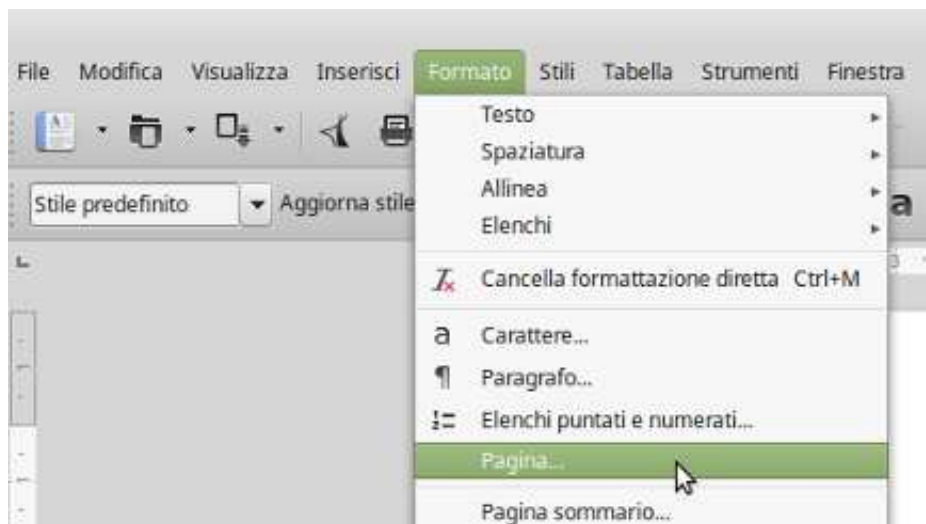 File Modifica Visualizza Inserisci Formato Stili Tabella Strumenti Finestra
Testo
Spaziatura
Stile predefinito Aggiorna stile
Allinea
a
Elenchi
Cancella formattazione diretta Ctrl+M
a Carattere...
¶ Paragrafo...
Elenchi puntati e numerati...
Pagina...
Pagina sommario...